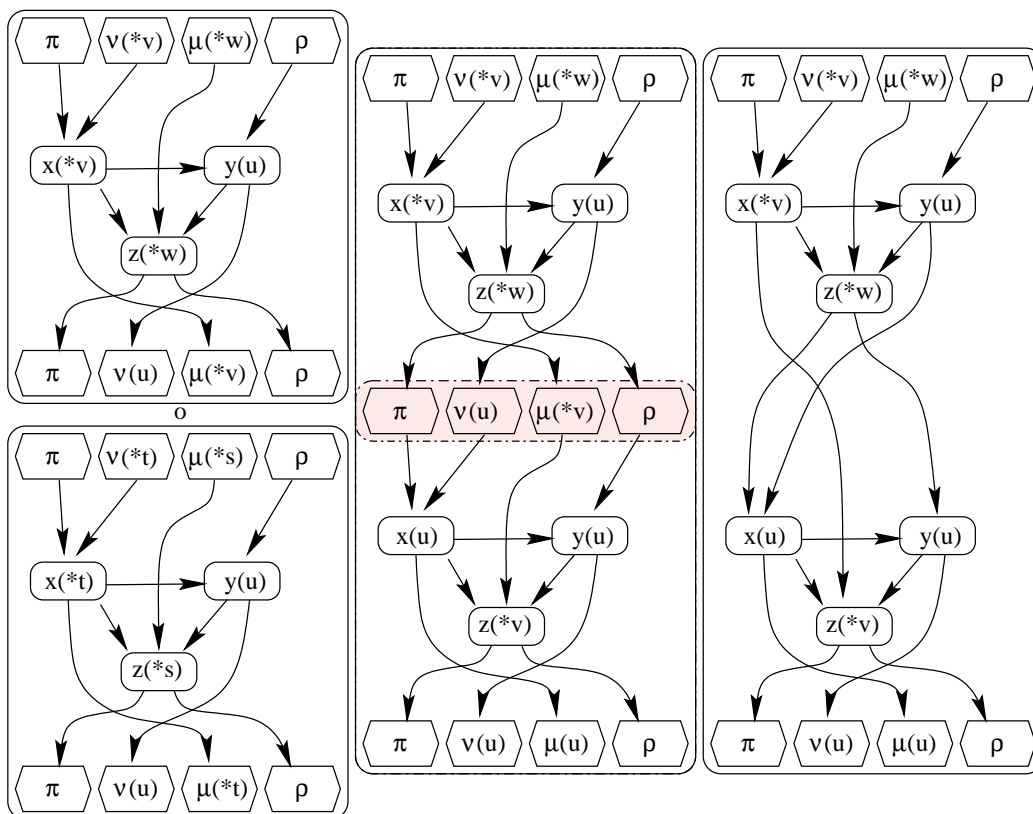 π ν(*v) μ(*w) ρ
x(*v) y(u)
z(*w)
π ν(u) μ(*v) ρ
o
π ν(*t) μ(*s) ρ
x(*t) y(u)
z(*s)
π ν(u) μ(*t) ρ
π ν(*v) μ(*w) ρ
x(*v) y(u)
z(*w)
π ν(u) μ(*v) ρ
x(u) y(u)
z(*v)
π ν(u) μ(u) ρ
π ν(*v) μ(*w) ρ
x(*v) y(u)
z(*w)
x(u) y(u)
z(*v)
π ν(u) μ(u) ρ